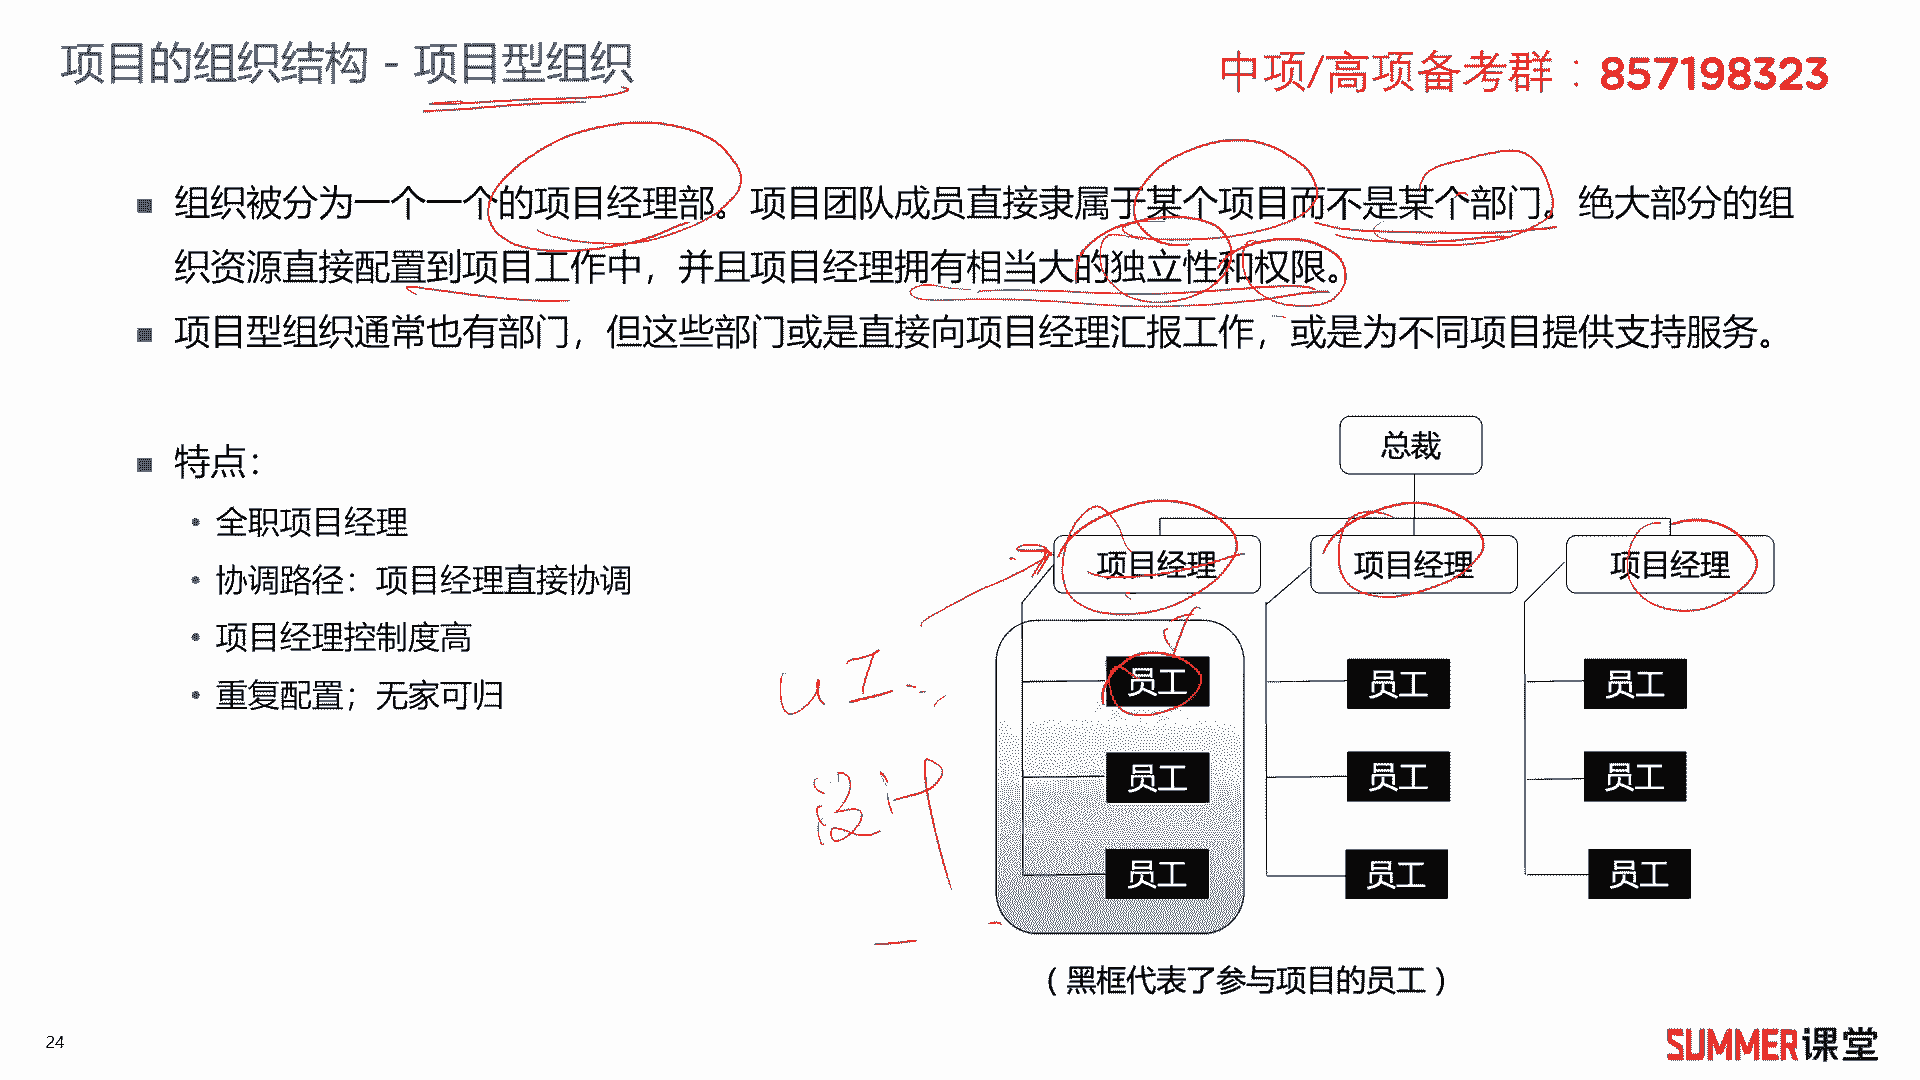 项目的组织结构 - 项目型组织
中项/高项备考群：857198323
组织被分为一个一个的项目经理部。项目团队成员直接隶属于某个项目而不是某个部门。绝大部分的组
织资源直接配置到项目工作中，并且项目经理拥有相当大的独立性和权限。
项目型组织通常也有部门，但这些部门或是直接向项目经理汇报工作，或是为不同项目提供支持服务。
特点：
全职项目经理
协调路径：项目经理直接协调
项目经理控制度高
重复配置；无家可归
总裁
项目经理 项目经理 项目经理
员工 员工 员工
员工 员工 员工
员工 员工 员工
UI
设计
（黑框代表了参与项目的员工）
24
SUMMER课堂